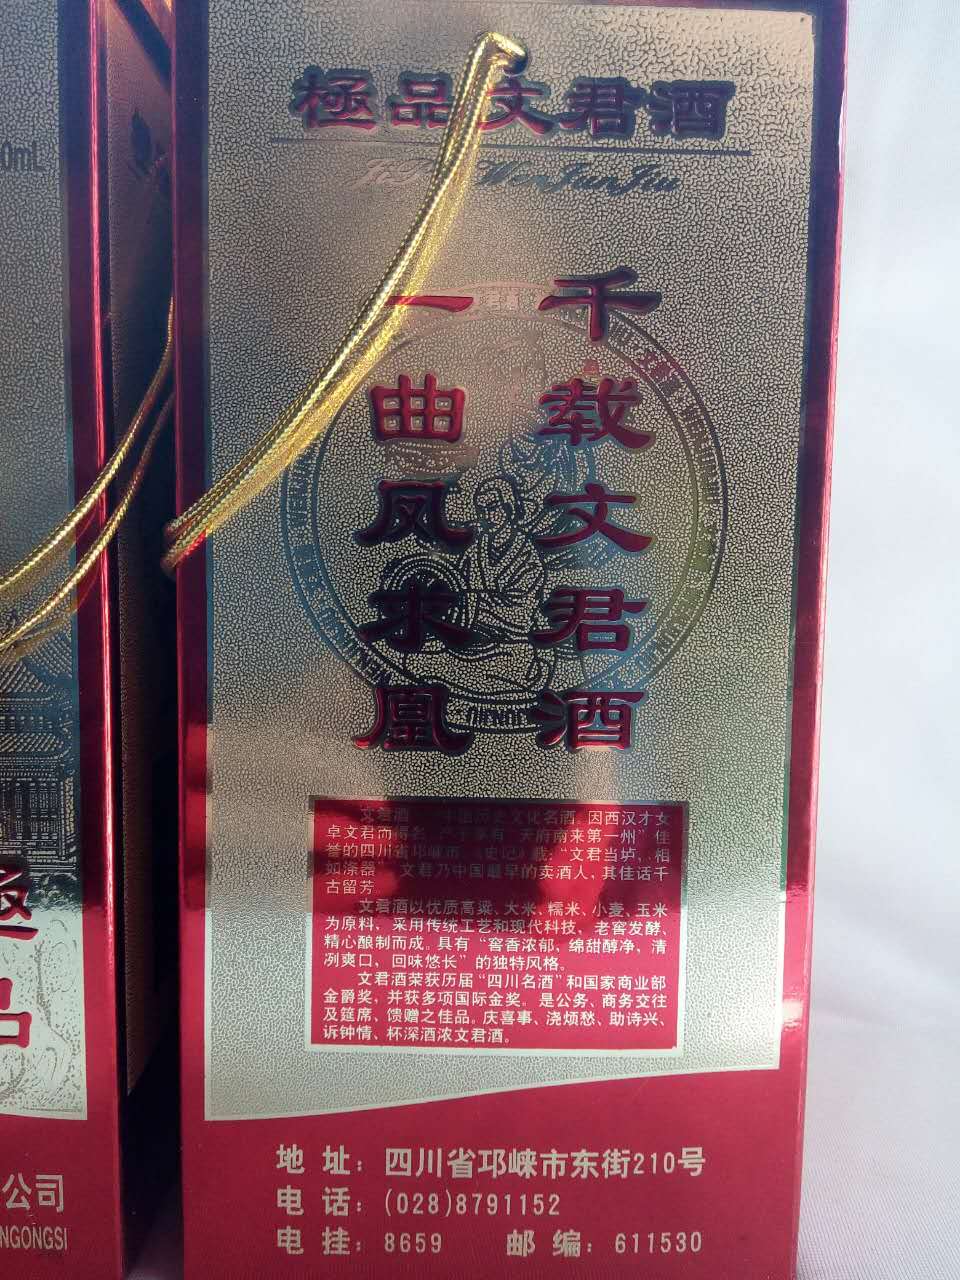 0mL
極品文君酒
WenJunJiu
千载文君酒
一曲凤求凰
文君酒 中国历史文化名酒。因西汉才女
卓文君而得名。产于素有“天府南来第一州”佳
誉的四川省邛崃市。《史记》载：“文君当垆、相
如涤器”，文君乃中国最早的卖酒人，其佳话千
古留芳
文君酒以优质高粱、大米、糯米、小麦、玉米
为原料，采用传统工艺和现代科技，老窖发酵、
精心酿制而成。具有“窖香浓郁，绵甜醇净，清
冽爽口，回味悠长”的独特风格。
文君酒荣获历届“四川名酒”和国家商业部
金爵奖，并获多项国际金奖。是公务、商务交往
及筵席、馈赠之佳品。庆喜事、浇烦愁、助诗兴、
诉钟情、杯深酒浓文君酒。
地 址：四川省邛崃市东街210号
电 话：(028)8791152
电 挂：8659 邮 编：611530
極
品
公司
NGONGSI